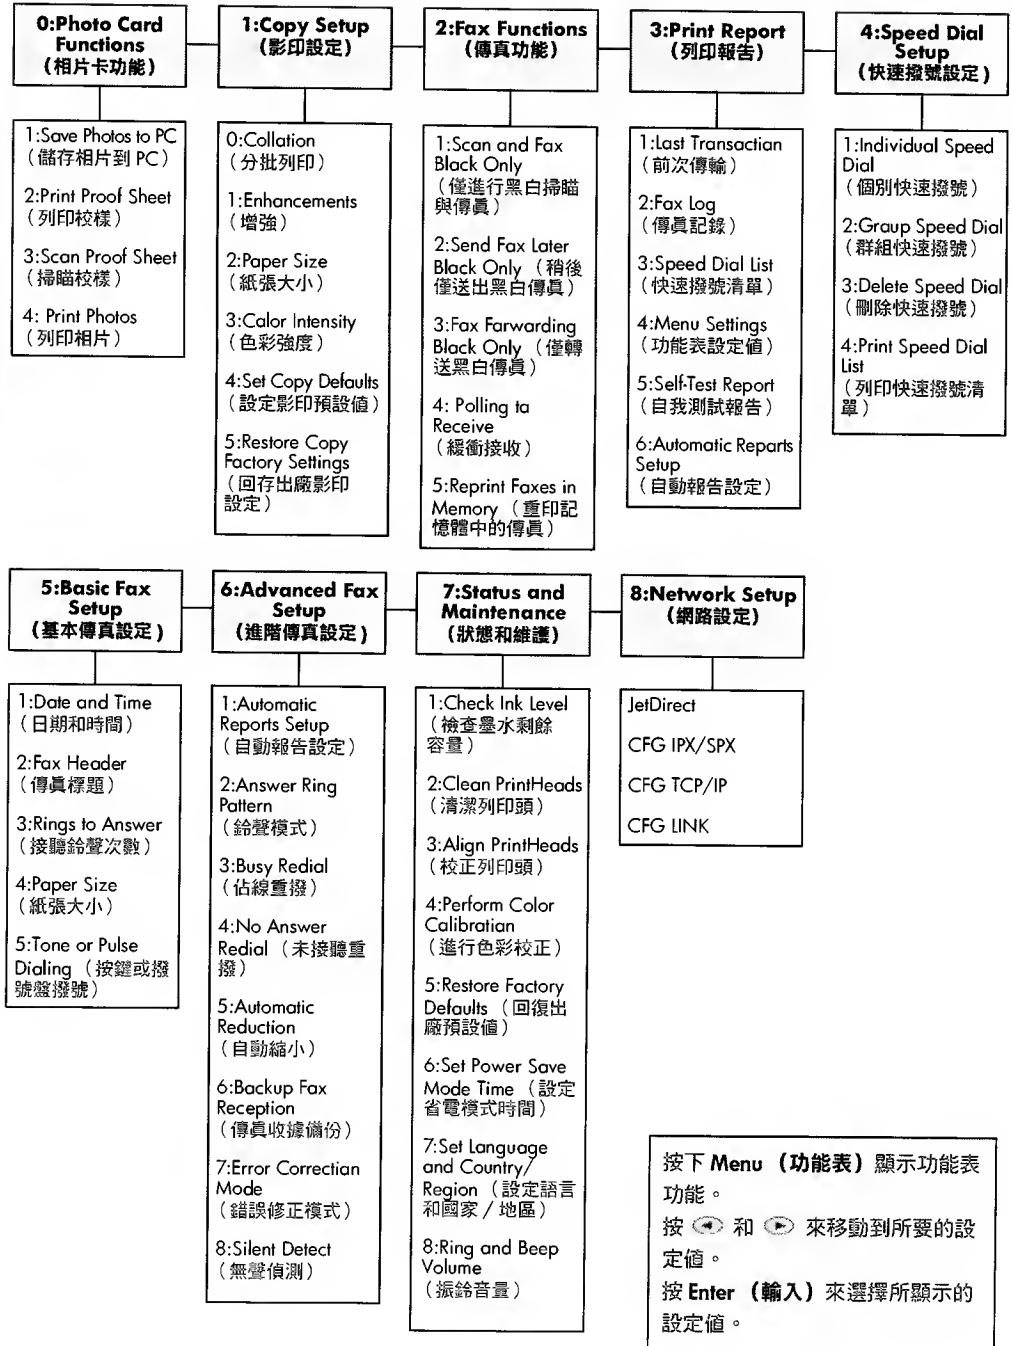 0:Photo Card
Functions
(相片卡功能)
1:Save Photos to PC
(儲存相片到 PC)
2:Print Proof Sheet
(列印校樣)
3:Scan Proof Sheet
(掃瞄校樣)
4: Print Photos
(列印相片)
1:Copy Setup
(影印設定)
0:Collation
(分批列印)
1:Enhancements
(增強)
2:Paper Size
(紙張大小)
3:Color Intensity
(色彩強度)
4:Set Copy Defaults
(設定影印預設值)
5:Restore Copy
Factory Settings
(回存出廠影印
設定)
2:Fax Functions
(傳真功能)
1:Scan and Fax
Black Only
(僅進行黑白掃瞄
與傳真)
2:Send Fax Later
Black Only (稍後
僅送出黑白傳真)
3:Fax Farwarding
Black Only (僅轉
送黑白傳真)
4: Polling ta
Receive
(緩衝接收)
5:Reprint Faxes in
Memory (重印記
憶體中的傳真)
3:Print Report
(列印報告)
1:Last Transaction
(前次傳輸)
2:Fax Log
(傳真記錄)
3:Speed Dial List
(快速撥號清單)
4:Menu Settings
(功能表設定值)
5:Self-Test Report
(自我測試報告)
6:Automatic Reparts
Setup
(自動報告設定)
4:Speed Dial
Setup
(快速撥號設定)
1:Individual Speed
Dial
(個別快速撥號)
2:Graup Speed Dial
(群組快速撥號)
3:Delete Speed Dial
(刪除快速撥號)
4:Print Speed Dial
List
(列印快速撥號清
單)
5:Basic Fax
Setup
(基本傳真設定)
1:Date and Time
(日期和時間)
2:Fax Header
(傳真標題)
3:Rings to Answer
(接聽鈴聲次數)
4:Paper Size
(紙張大小)
5:Tone or Pulse
Dialing (按鍵或撥
號盤撥號)
6:Advanced Fax
Setup
(進階傳真設定)
1:Automatic
Reports Setup
(自動報告設定)
2:Answer Ring
Pattern
(鈴聲模式)
3:Busy Redial
(佔線重撥)
4:No Answer
Redial (未接聽重
撥)
5:Automatic
Reduction
(自動縮小)
6:Backup Fax
Reception
(傳真收據備份)
7:Error Correctian
Mode
(錯誤修正模式)
8:Silent Detect
(無聲偵測)
7:Status and
Maintenance
(狀態和維護)
1:Check Ink Level
(檢查墨水剩餘
容量)
2:Clean PrintHeads
(清潔列印頭)
3:Align PrintHeads
(校正列印頭)
4:Perform Color
Calibration
(進行色彩校正)
5:Restore Factory
Defaults (回復出
廠預設值)
6:Set Power Save
Mode Time (設定
省電模式時間)
7:Set Language
and Country/
Region (設定語言
和國家/地區)
8:Ring and Beep
Volume
(振鈴音量)
8:Network Setup
(網路設定)
JetDirect
CFG IPX/SPX
CFG TCP/IP
CFG LINK
按下 Menu (功能表) 顯示功能表
功能。
按 和 來移動到所要的設
定值。
按 Enter (輸入) 來選擇所顯示的
設定值。